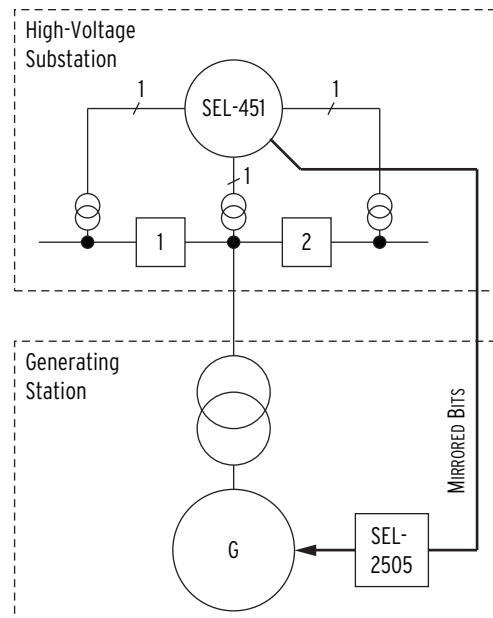 High-Voltage
Substation
1
1
SEL-451
1
1
2
Generating
Station
MIRRORED BITS
G
SEL-
2505